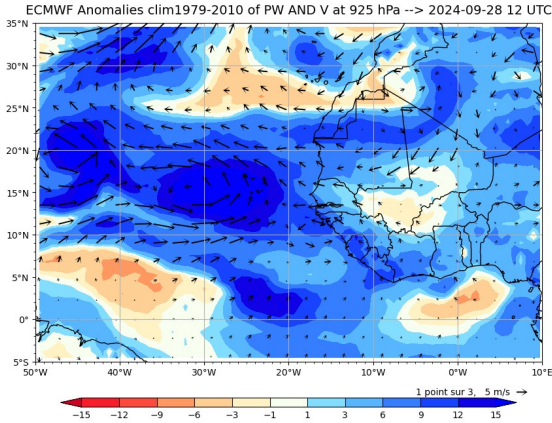 ECMWF Anomalies clim1979-2010 of PW AND V at 925 hPa --> 2024-09-28 12 UTC
35°N
30°N
25°N
20°N
15°N
10°N
5°N
0°
5°S
50°W 40°W 30°W 20°W 10°W 0°W 10°E
1 point sur 3, 5 m/s
−15 −12 −9 −6 −3 −1 1 3 6 9 12 15